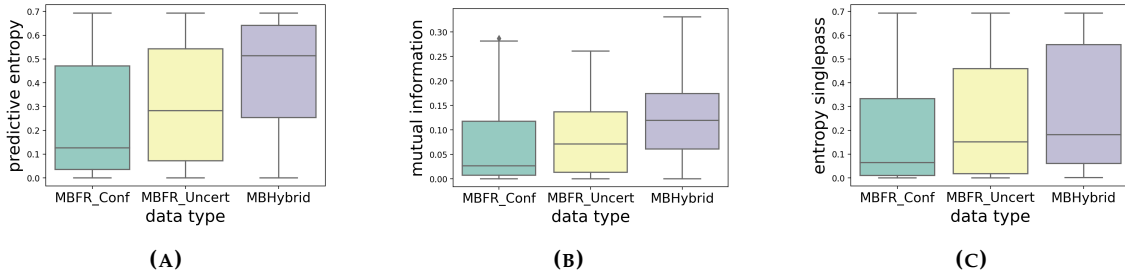 predictive entropy
0.7
0.6
0.5
0.4
0.3
0.2
0.1
0.0
MBFR_Conf MBFR_Uncert MBHybrid
data type
(A)
mutual information
0.30
0.25
0.20
0.15
0.10
0.05
0.00
MBFR_Conf MBFR_Uncert MBHybrid
data type
(B)
entropy singlepass
0.7
0.6
0.5
0.4
0.3
0.2
0.1
0.0
MBFR_Conf MBFR_Uncert MBHybrid
data type
(C)